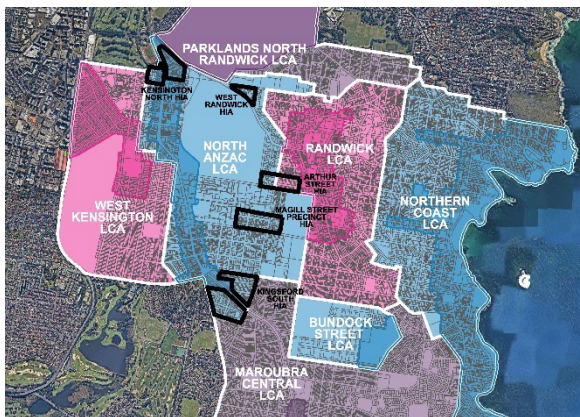 PARKLANDS NORTH
RANDWICK LCA
KENSINGTON
NORTH HIA
WEST
RANDWICK
HIA
NORTH
ANZAC
LCA
RANDWICK
LCA
ARTHUR
STREET
HIA
WEST
KENSINGTON
LCA
MAGILL STREET
PRECINCT
HIA
NORTHERN
COAST
LCA
KINGSFORD
SOUTH
HIA
BUNDOCK
STREET
LCA
MAROUBRA
CENTRAL
LCA